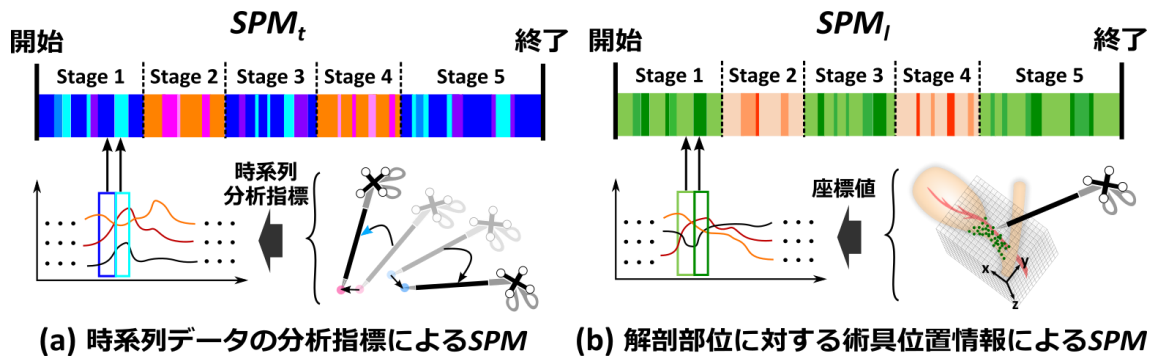 SPMt
開始
終了
Stage 1 Stage 2 Stage 3 Stage 4 Stage 5
時系列
分析指標
(a) 時系列データの分析指標によるSPM
SPMl
開始
終了
Stage 1 Stage 2 Stage 3 Stage 4 Stage 5
座標値
x
y
z
(b) 解剖部位に対する術具位置情報によるSPM